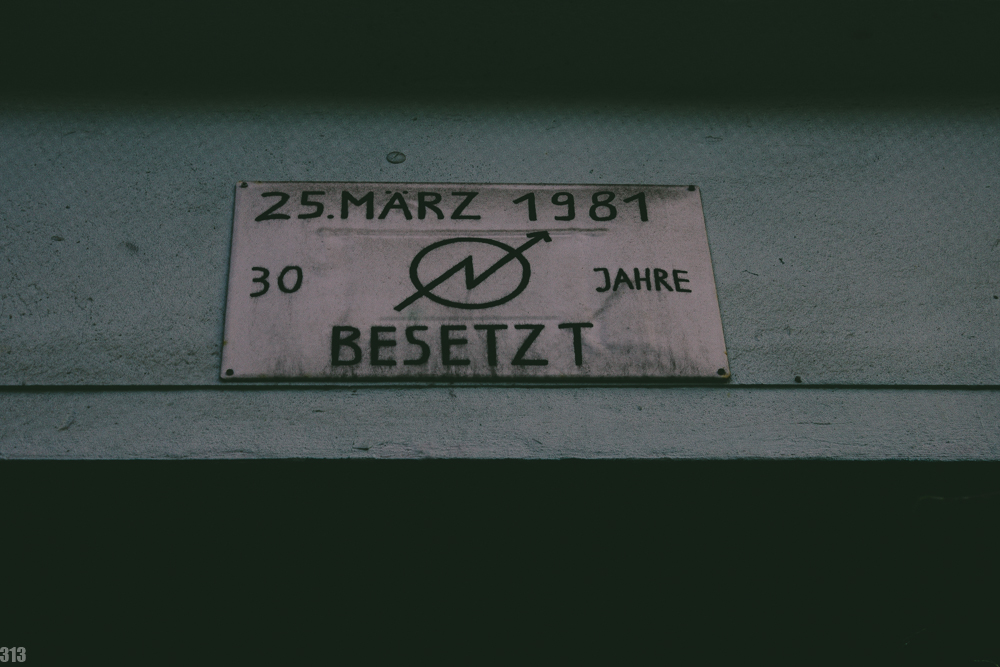 25.MÄRZ 1981
30 JAHRE
BESETZT
313